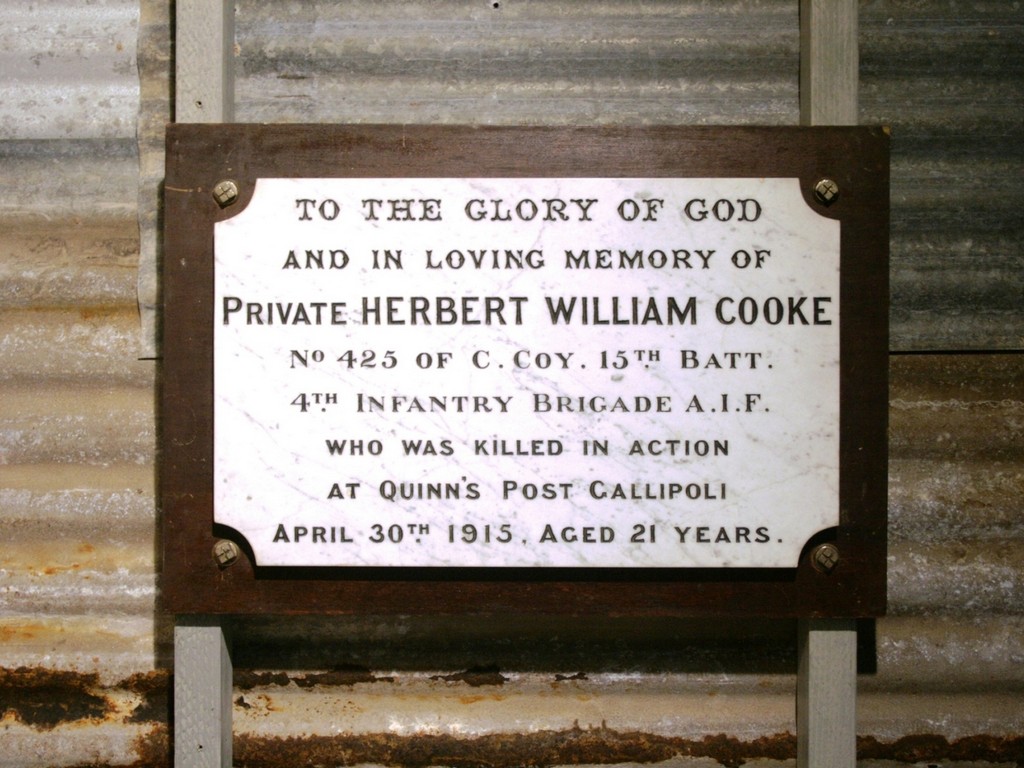 TO THE GLORY OF GOD
AND IN LOVING MEMORY OF
PRIVATE HERBERT WILLIAM COOKE
No 425 OF C. COY. 15TH BATT.
4TH INFANTRY BRIGADE A.I.F.
WHO WAS KILLED IN ACTION
AT QUINN'S POST GALLIPOLI
APRIL 30TH 1915. AGED 21 YEARS.